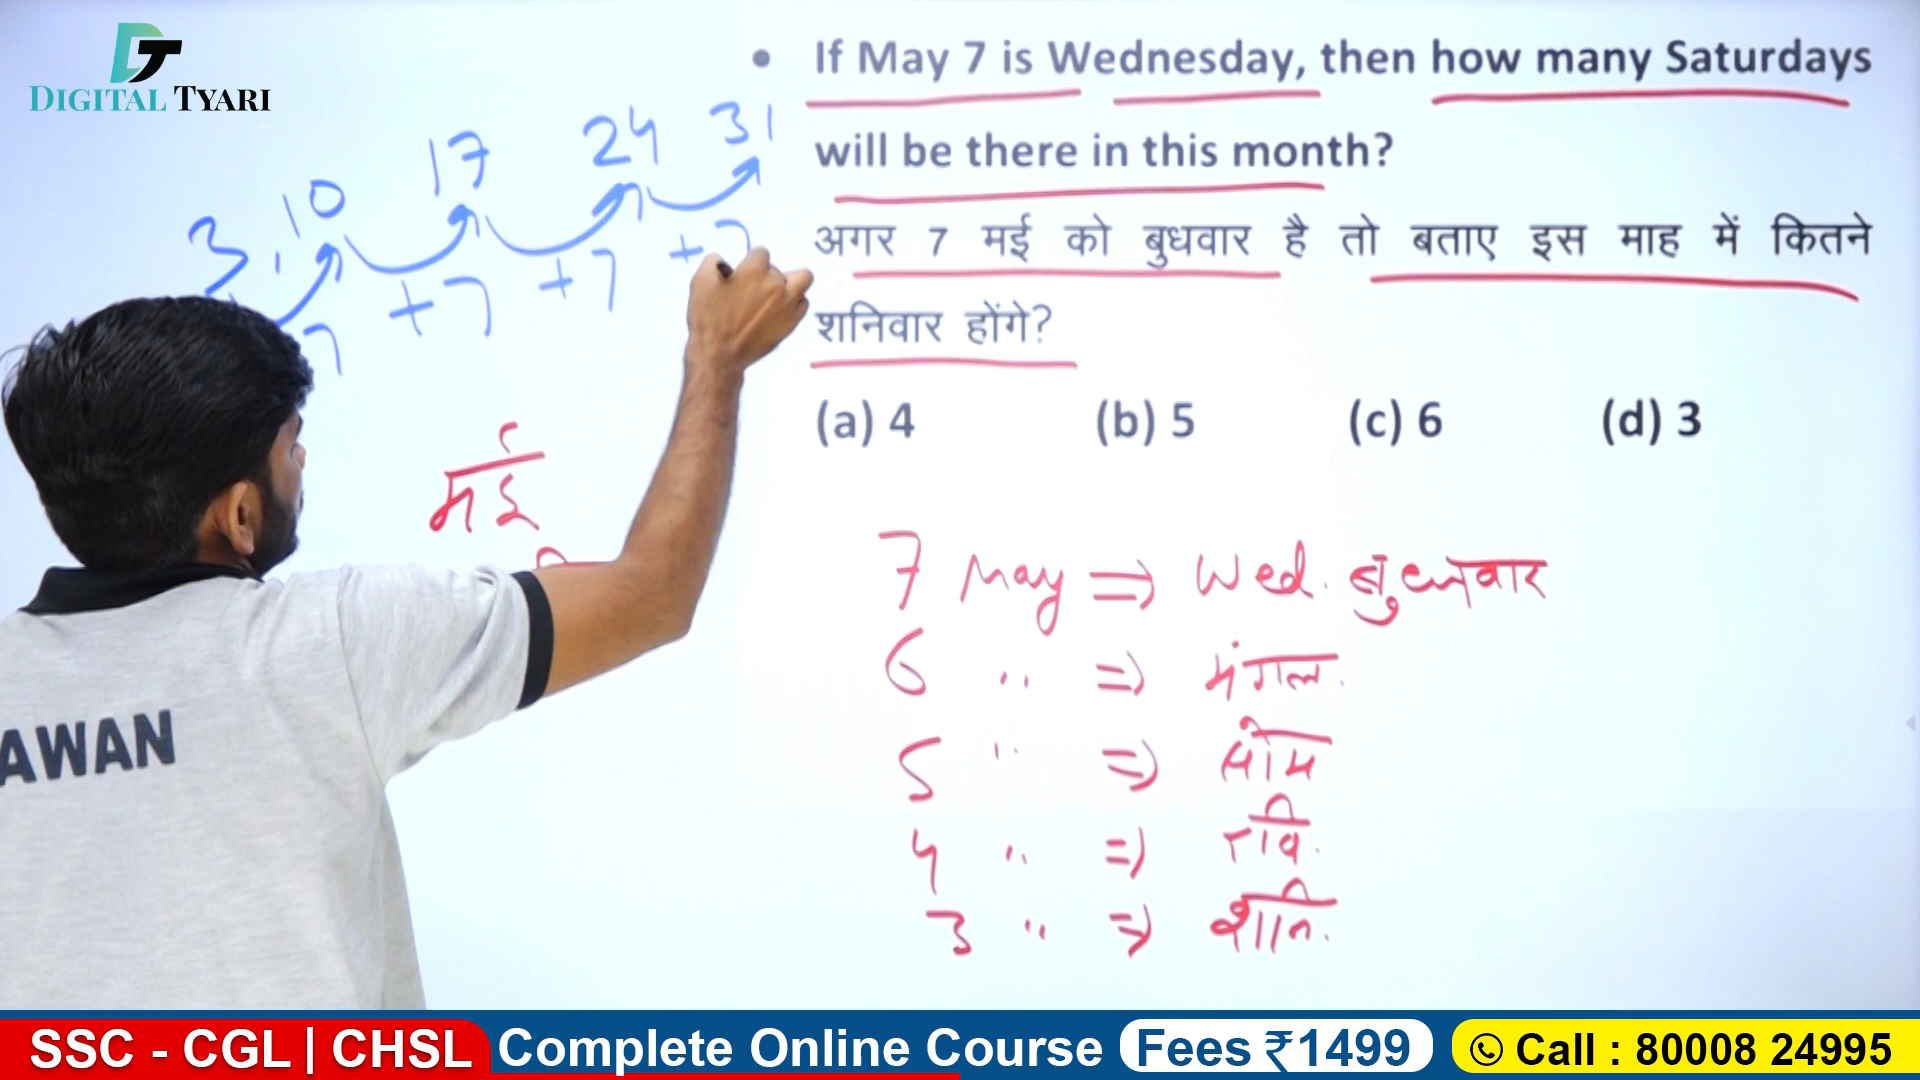 DIGITAL TYARI
• If May 7 is Wednesday, then how many Saturdays
will be there in this month?
अगर 7 मई को बुधवार है तो बताए इस माह में कितने
शनिवार होंगे?
(a) 4 (b) 5 (c) 6 (d) 3
3 10 17 24 31
7 +7 +7 +7
मई
7 May ⇒ Wed. बुधवार
6 " ⇒ मंगल.
5 " ⇒ सोम
4 " ⇒ रवि.
3 " ⇒ शनि.
AWAN
SSC - CGL | CHSL Complete Online Course Fees ₹1499 Call : 80008 24995